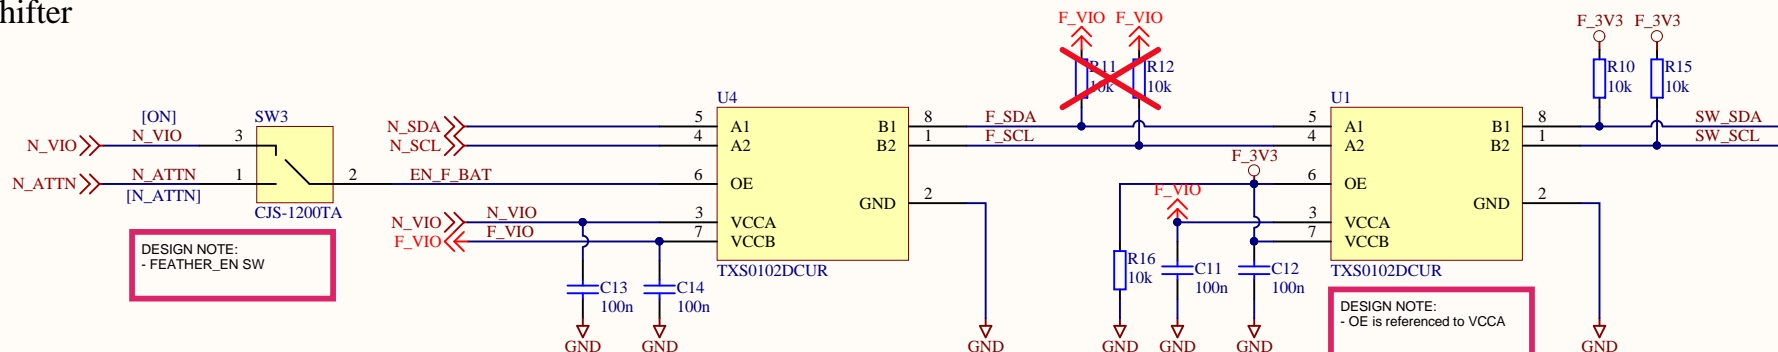 hifter
F_VIO F_VIO
F_3V3 F_3V3
R11
10k
R12
10k
R10
10k
R15
10k
U4
U1
[ON]
SW3
N_VIO N_VIO 3
N_ATTN N_ATTN 1
[N_ATTN]
2 EN_F_BAT
CJS-1200TA
N_SDA 5 A1 B1 8 F_SDA 5 A1 B1 8 SW_SDA
N_SCL 4 A2 B2 1 F_SCL 4 A2 B2 1 SW_SCL
F_3V3
6 OE 6 OE
F_VIO
GND 2 GND 2
N_VIO N_VIO 3 VCCA 3 VCCA
F_VIO F_VIO 7 VCCB 7 VCCB
TXS0102DCUR TXS0102DCUR
DESIGN NOTE:
- FEATHER_EN SW
C13
100n
C14
100n
R16
10k
C11
100n
C12
100n
DESIGN NOTE:
- OE is referenced to VCCA
GND GND GND GND GND GND GND